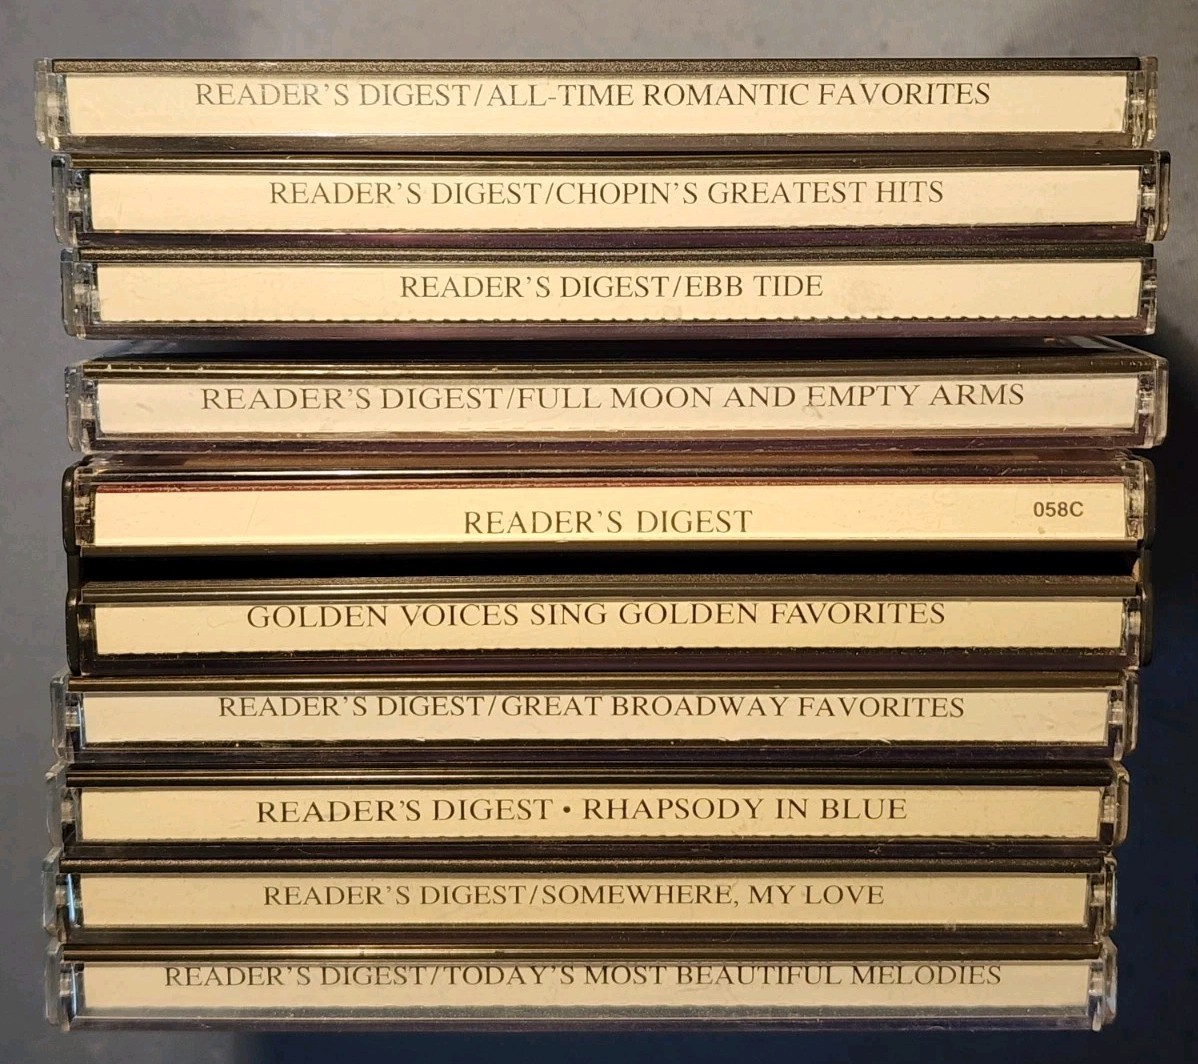 READER'S DIGEST/ALL-TIME ROMANTIC FAVORITES
READER'S DIGEST/CHOPIN'S GREATEST HITS
READER'S DIGEST/EBB TIDE
READER'S DIGEST/FULL MOON AND EMPTY ARMS
READER'S DIGEST 058C
GOLDEN VOICES SING GOLDEN FAVORITES
READER'S DIGEST/GREAT BROADWAY FAVORITES
READER'S DIGEST • RHAPSODY IN BLUE
READER'S DIGEST/SOMEWHERE, MY LOVE
READER'S DIGEST/TODAY'S MOST BEAUTIFUL MELODIES